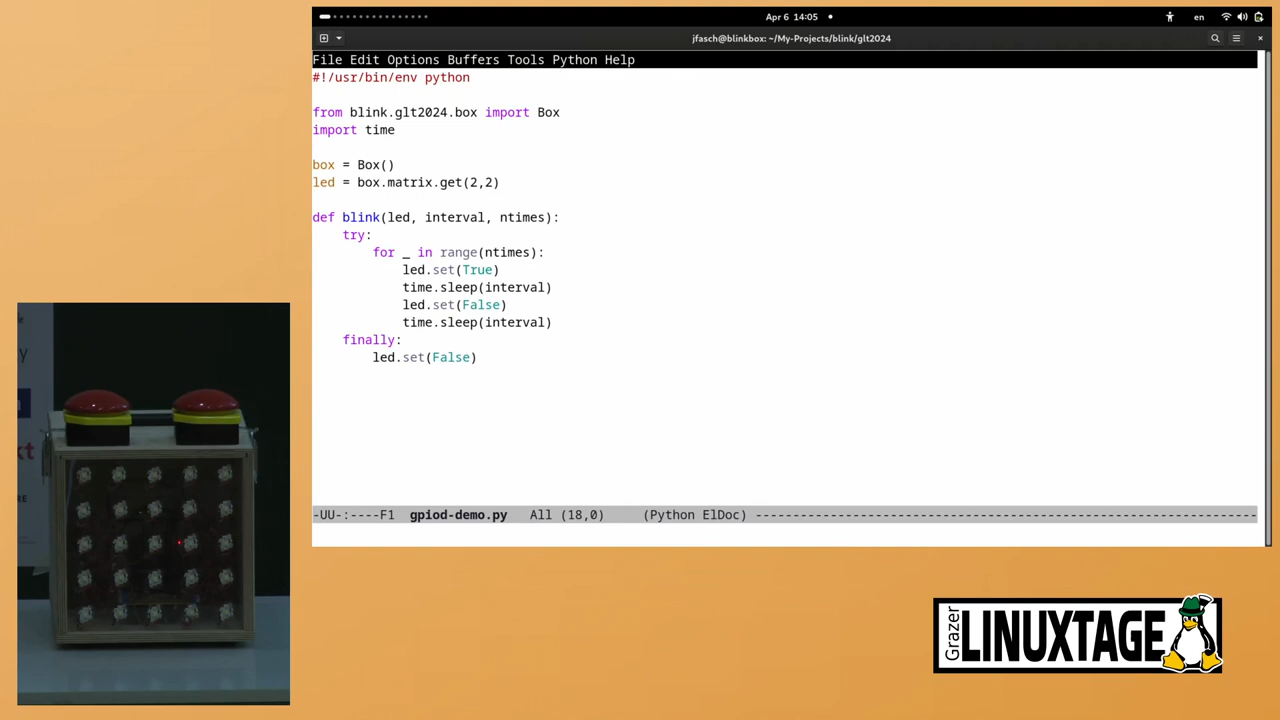 Apr 6 14:05
en
jfasch@blinkbox: ~/My-Projects/blink/glt2024
File Edit Options Buffers Tools Python Help
#!/usr/bin/env python
from blink.glt2024.box import Box
import time
box = Box()
led = box.matrix.get(2,2)
def blink(led, interval, ntimes):
    try:
        for _ in range(ntimes):
            led.set(True)
            time.sleep(interval)
            led.set(False)
            time.sleep(interval)
    finally:
        led.set(False)
-UU-:----F1  gpiod-demo.py   All (18,0)     (Python ElDoc) -------------------------------------------------------------------
Grazer
LINUXTAGE